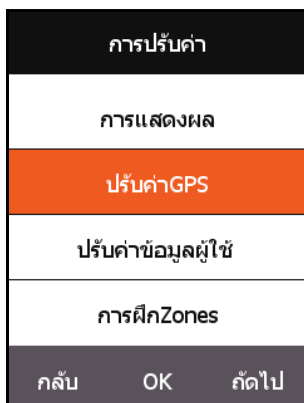 การปรับค่า
การแสดงผล
ปรับค่าGPS
ปรับค่าข้อมูลผู้ใช้
การฝึกZones
กลับ OK ถัดไป